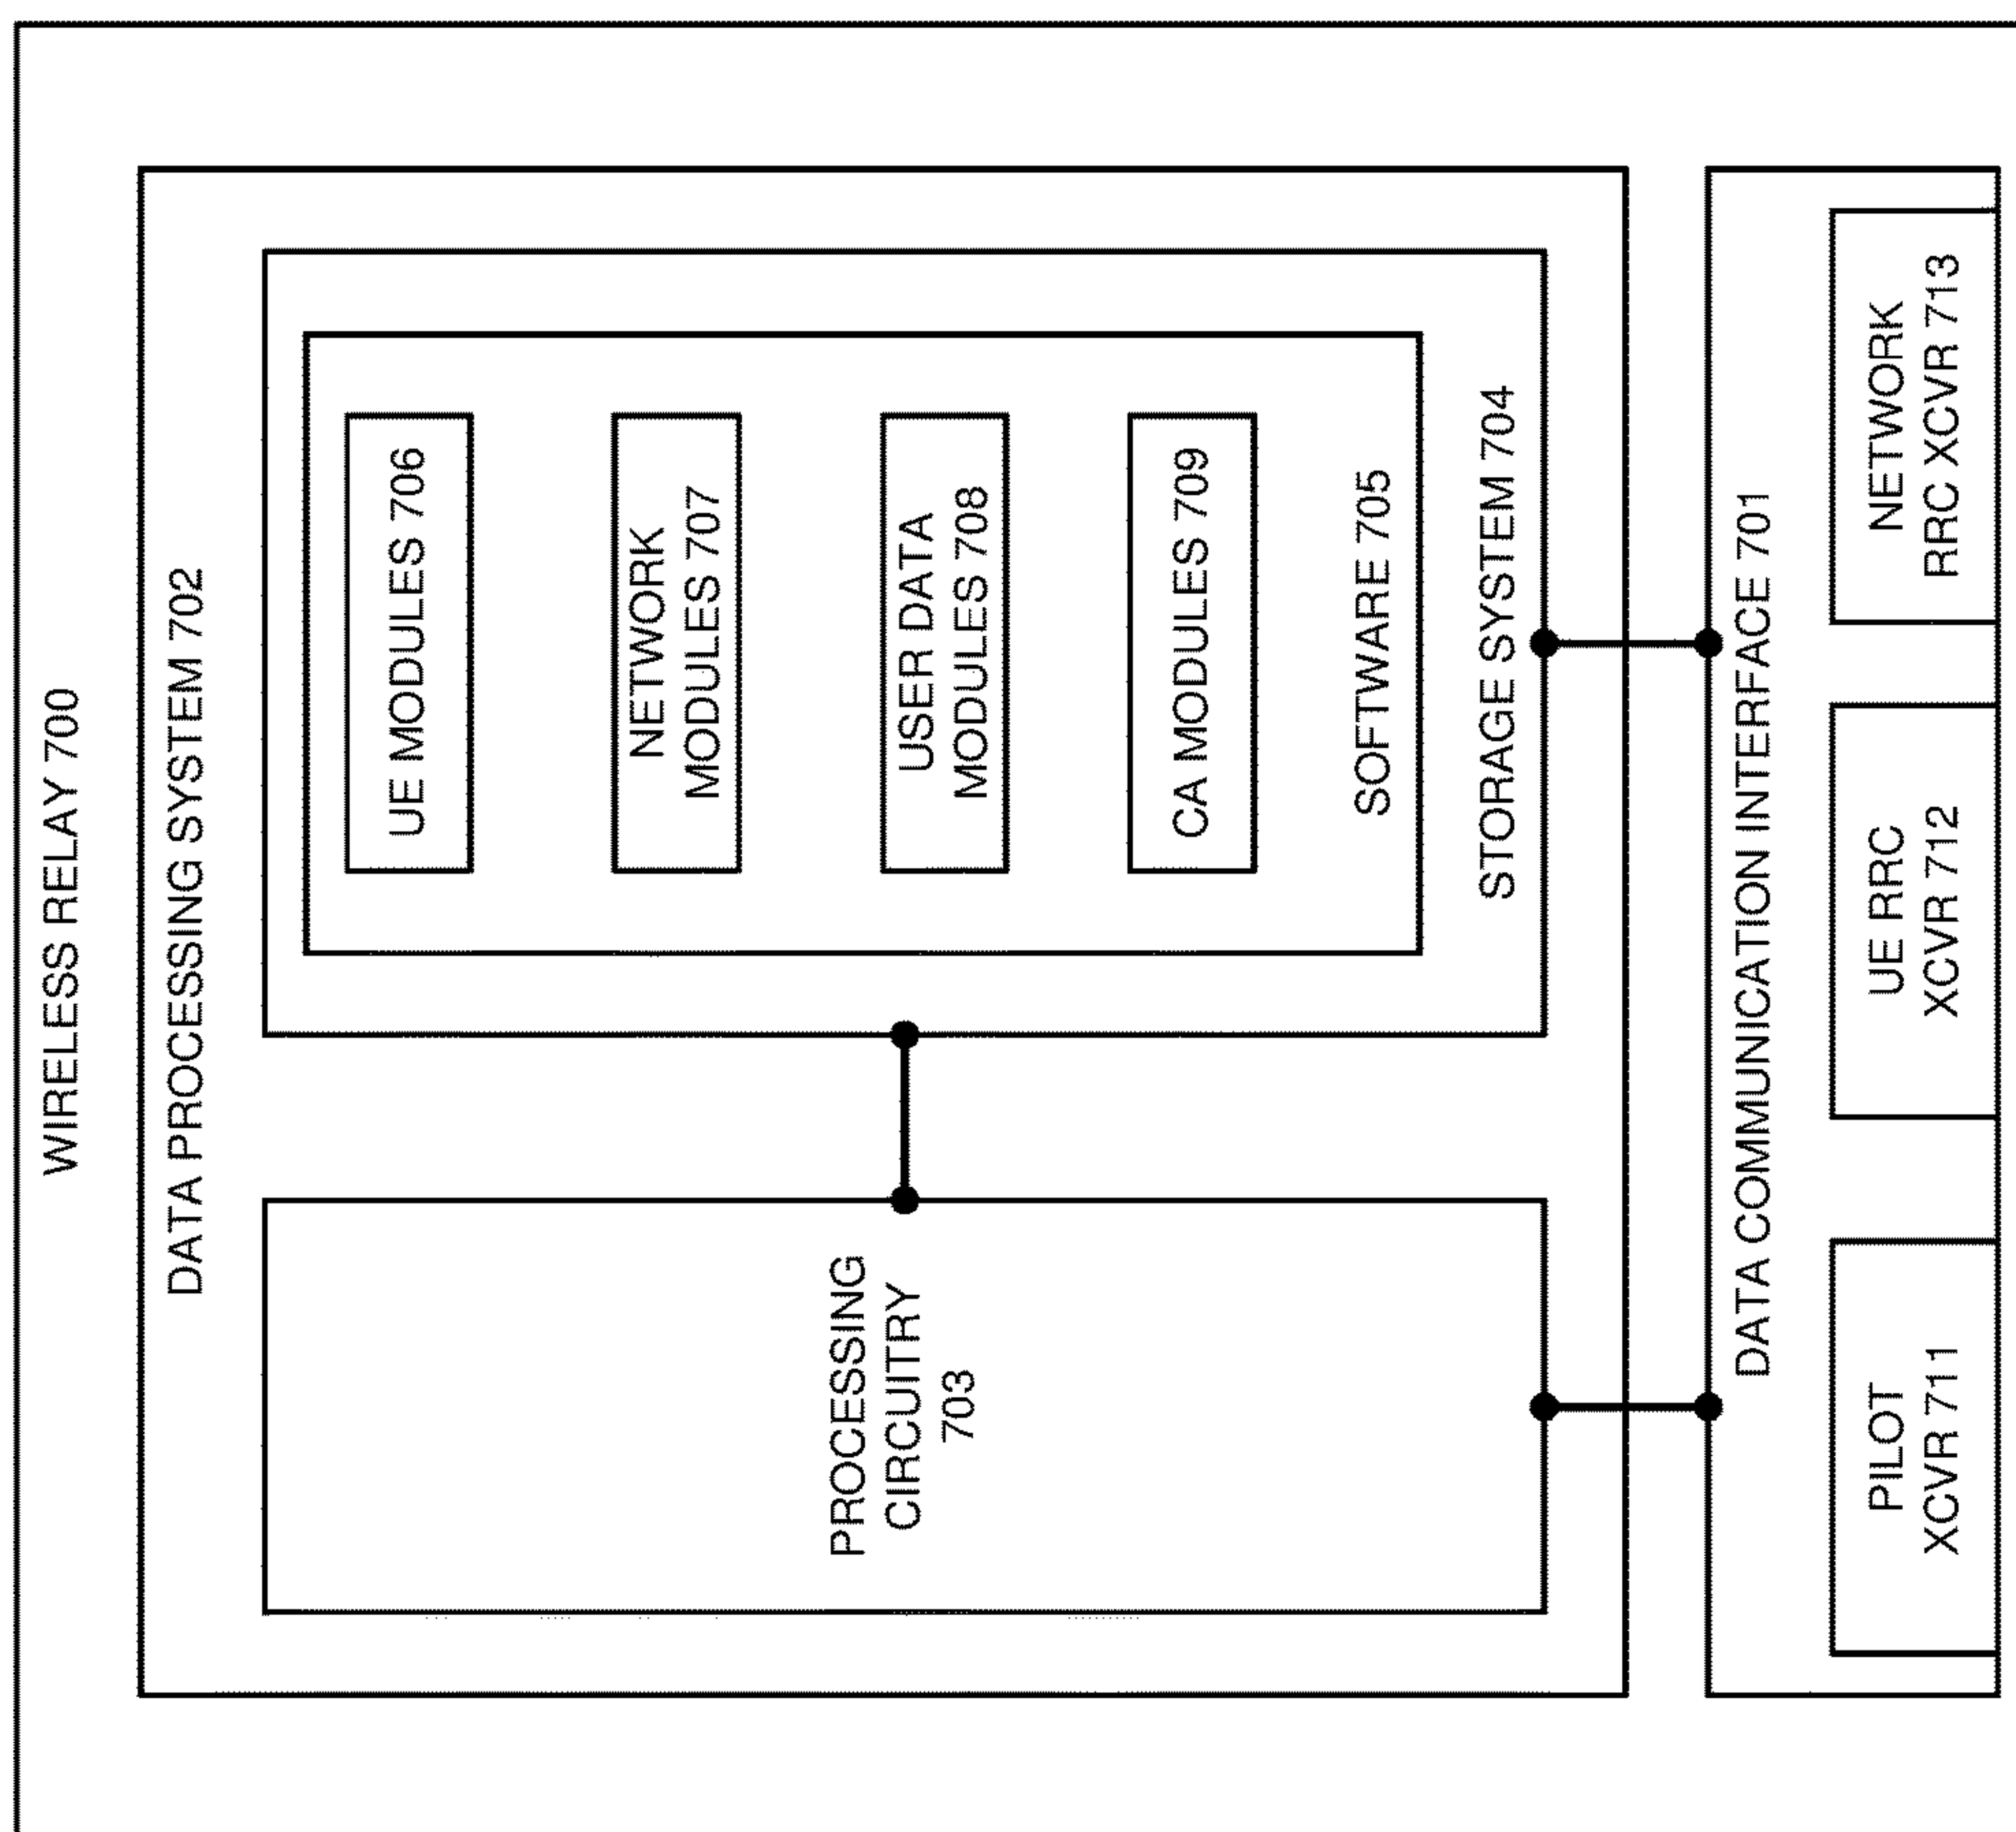 WIRELESS RELAY 700
DATA PROCESSING SYSTEM 702
PROCESSING
CIRCUITRY
703
UE MODULES 706
NETWORK
MODULES 707
USER DATA
MODULES 708
CA MODULES 709
SOFTWARE 705
STORAGE SYSTEM 704
DATA COMMUNICATION INTERFACE 701
PILOT
XCVR 711
UE RRC
XCVR 712
NETWORK
RRC XCVR 713